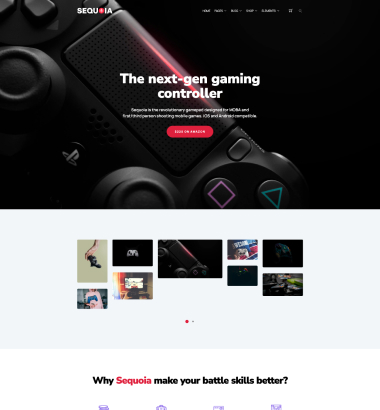 SEQUOIA
HOME PAGES BLOG SHOP ELEMENTS
The next-gen gaming
controller
Sequoia is the revolutionary gamepad designed for MOBA and
first/third person shooting mobile games. iOS and Android compatible.
$200 ON AMAZON
Why Sequoia make your battle skills better?